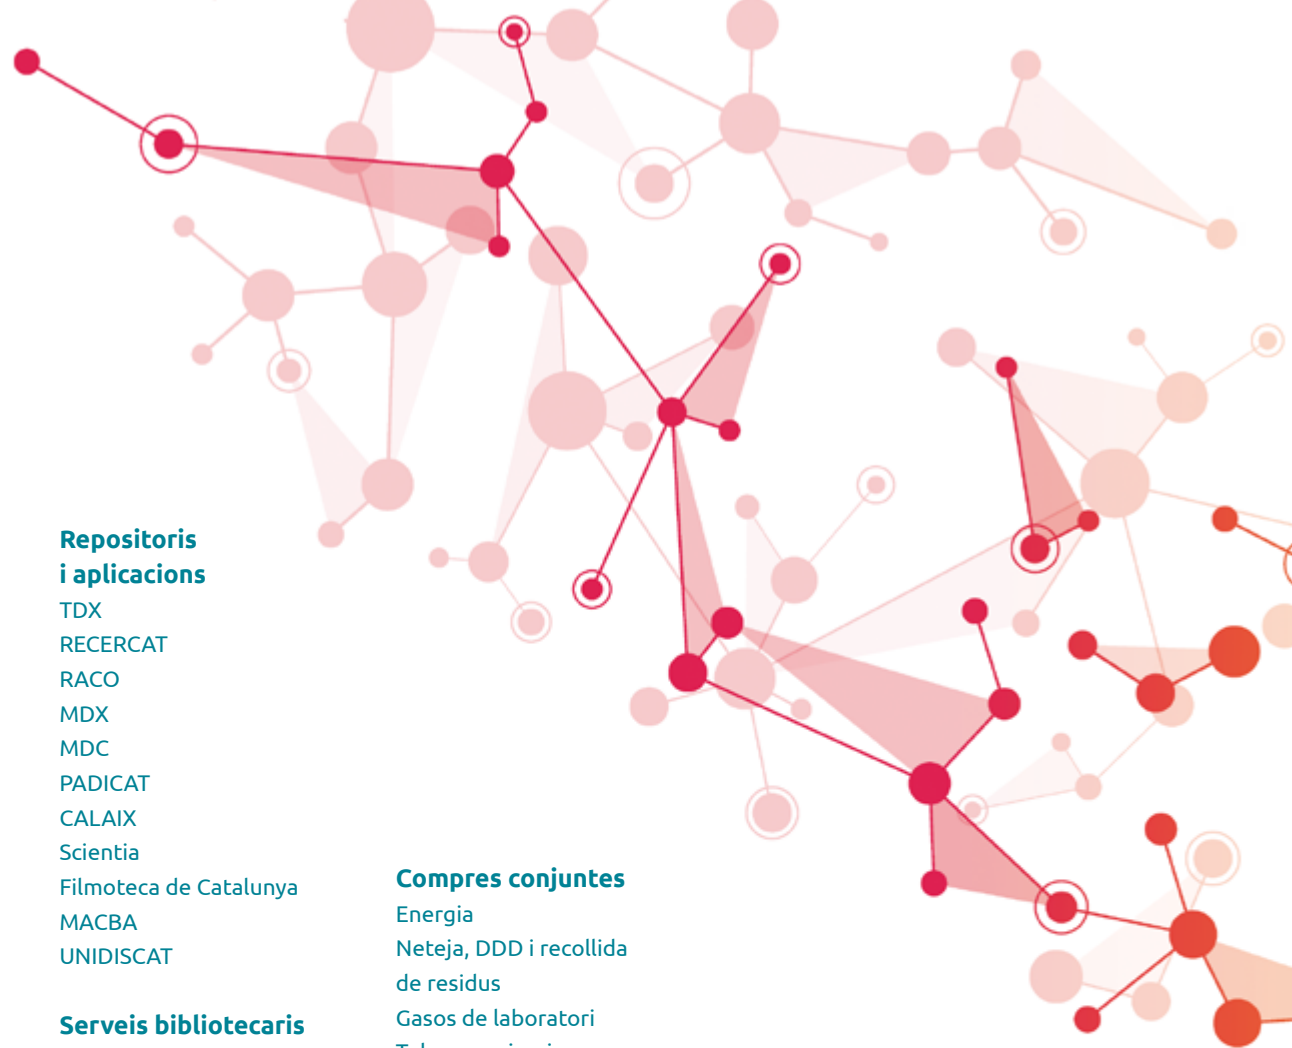 Repositoris
i aplicacions
TDX
RECERCAT
RACO
MDX
MDC
PADICAT
CALAIX
Scientia
Filmoteca de Catalunya
MACBA
UNIDISCAT
Serveis bibliotecaris
Compres conjuntes
Energia
Neteja, DDD i recollida
de residus
Gasos de laboratori